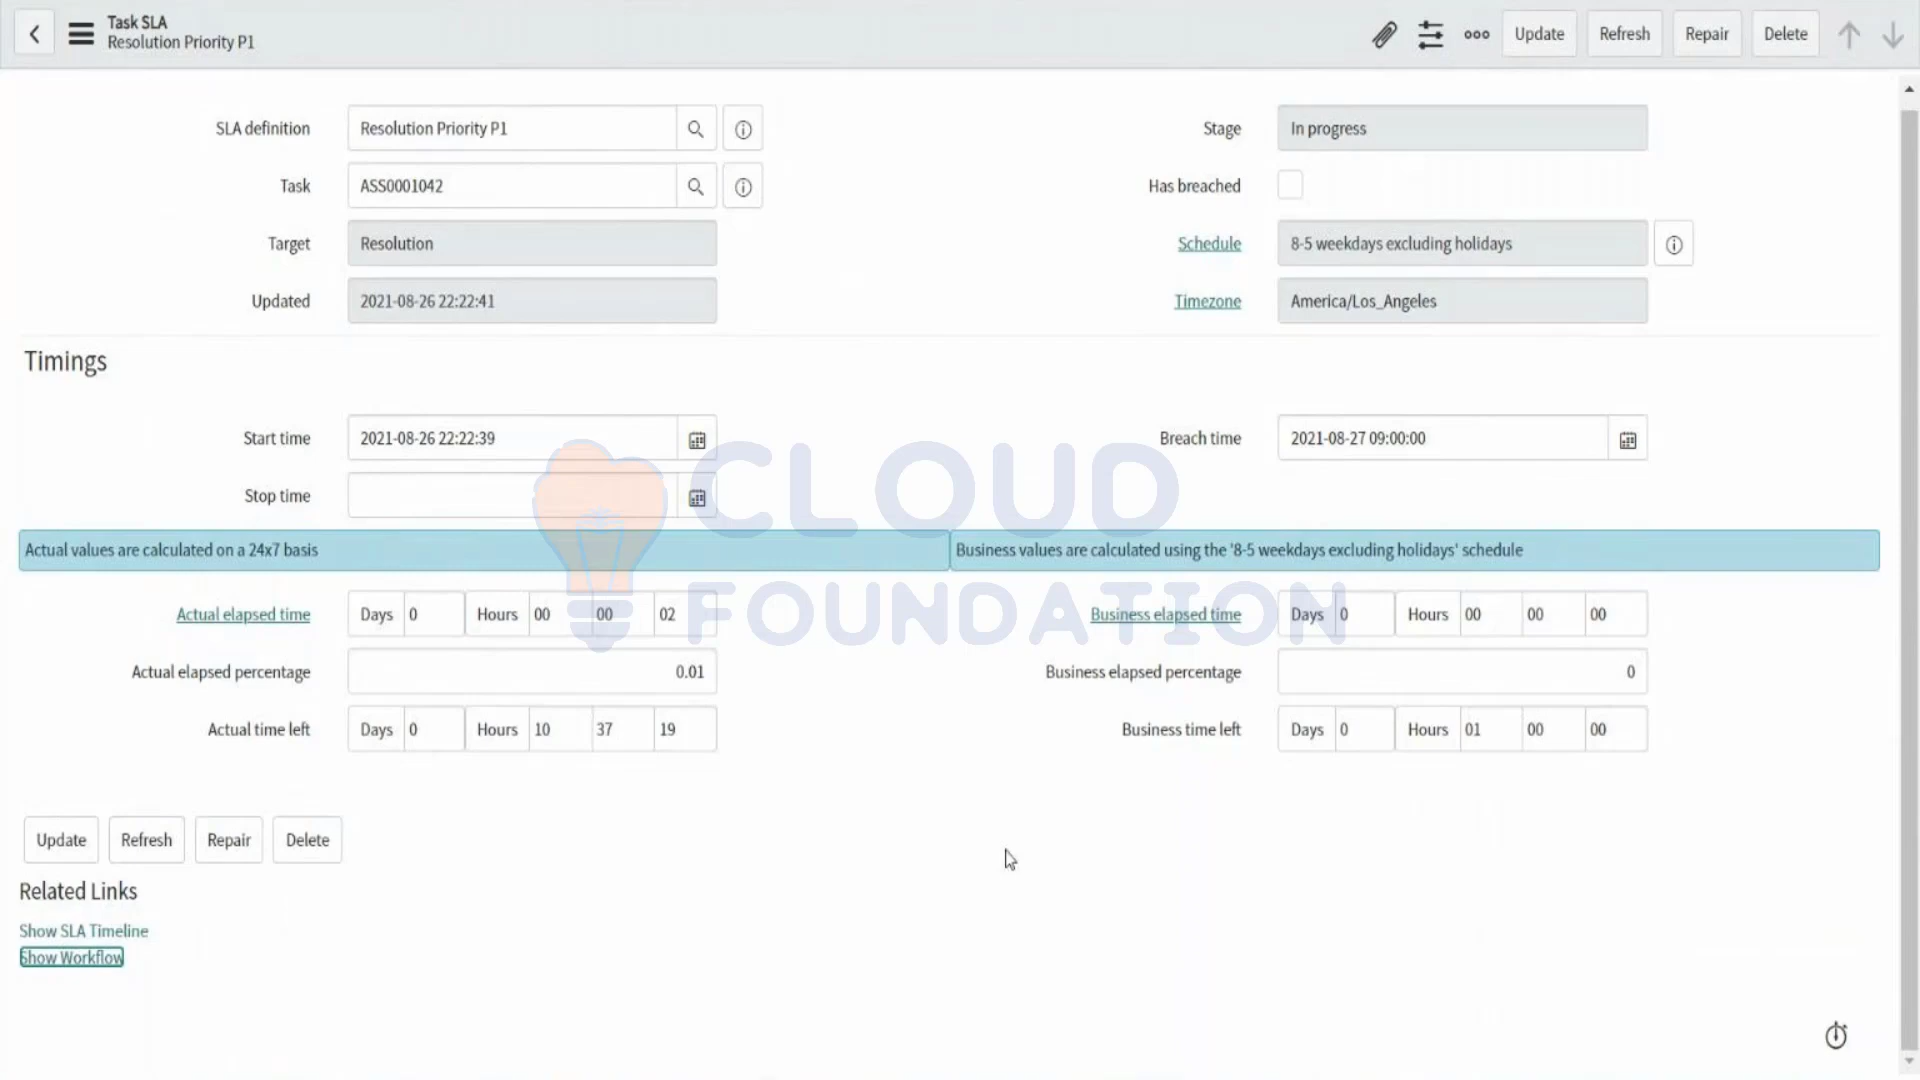 Task SLA
Resolution Priority P1
Update Refresh Repair Delete
SLA definition Resolution Priority P1 Stage In progress
Task ASS0001042 Has breached
Target Resolution Schedule 8-5 weekdays excluding holidays
Updated 2021-08-26 22:22:41 Timezone America/Los_Angeles
Timings
Start time 2021-08-26 22:22:39 Breach time 2021-08-27 09:00:00
Stop time
CLOUD
FOUNDATION
Actual values are calculated on a 24x7 basis Business values are calculated using the '8-5 weekdays excluding holidays' schedule
Actual elapsed time Days 0 Hours 00 00 02 Business elapsed time Days 0 Hours 00 00 00
Actual elapsed percentage 0.01 Business elapsed percentage 0
Actual time left Days 0 Hours 10 37 19 Business time left Days 0 Hours 01 00 00
Update Refresh Repair Delete
Related Links
Show SLA Timeline
Show Workflow